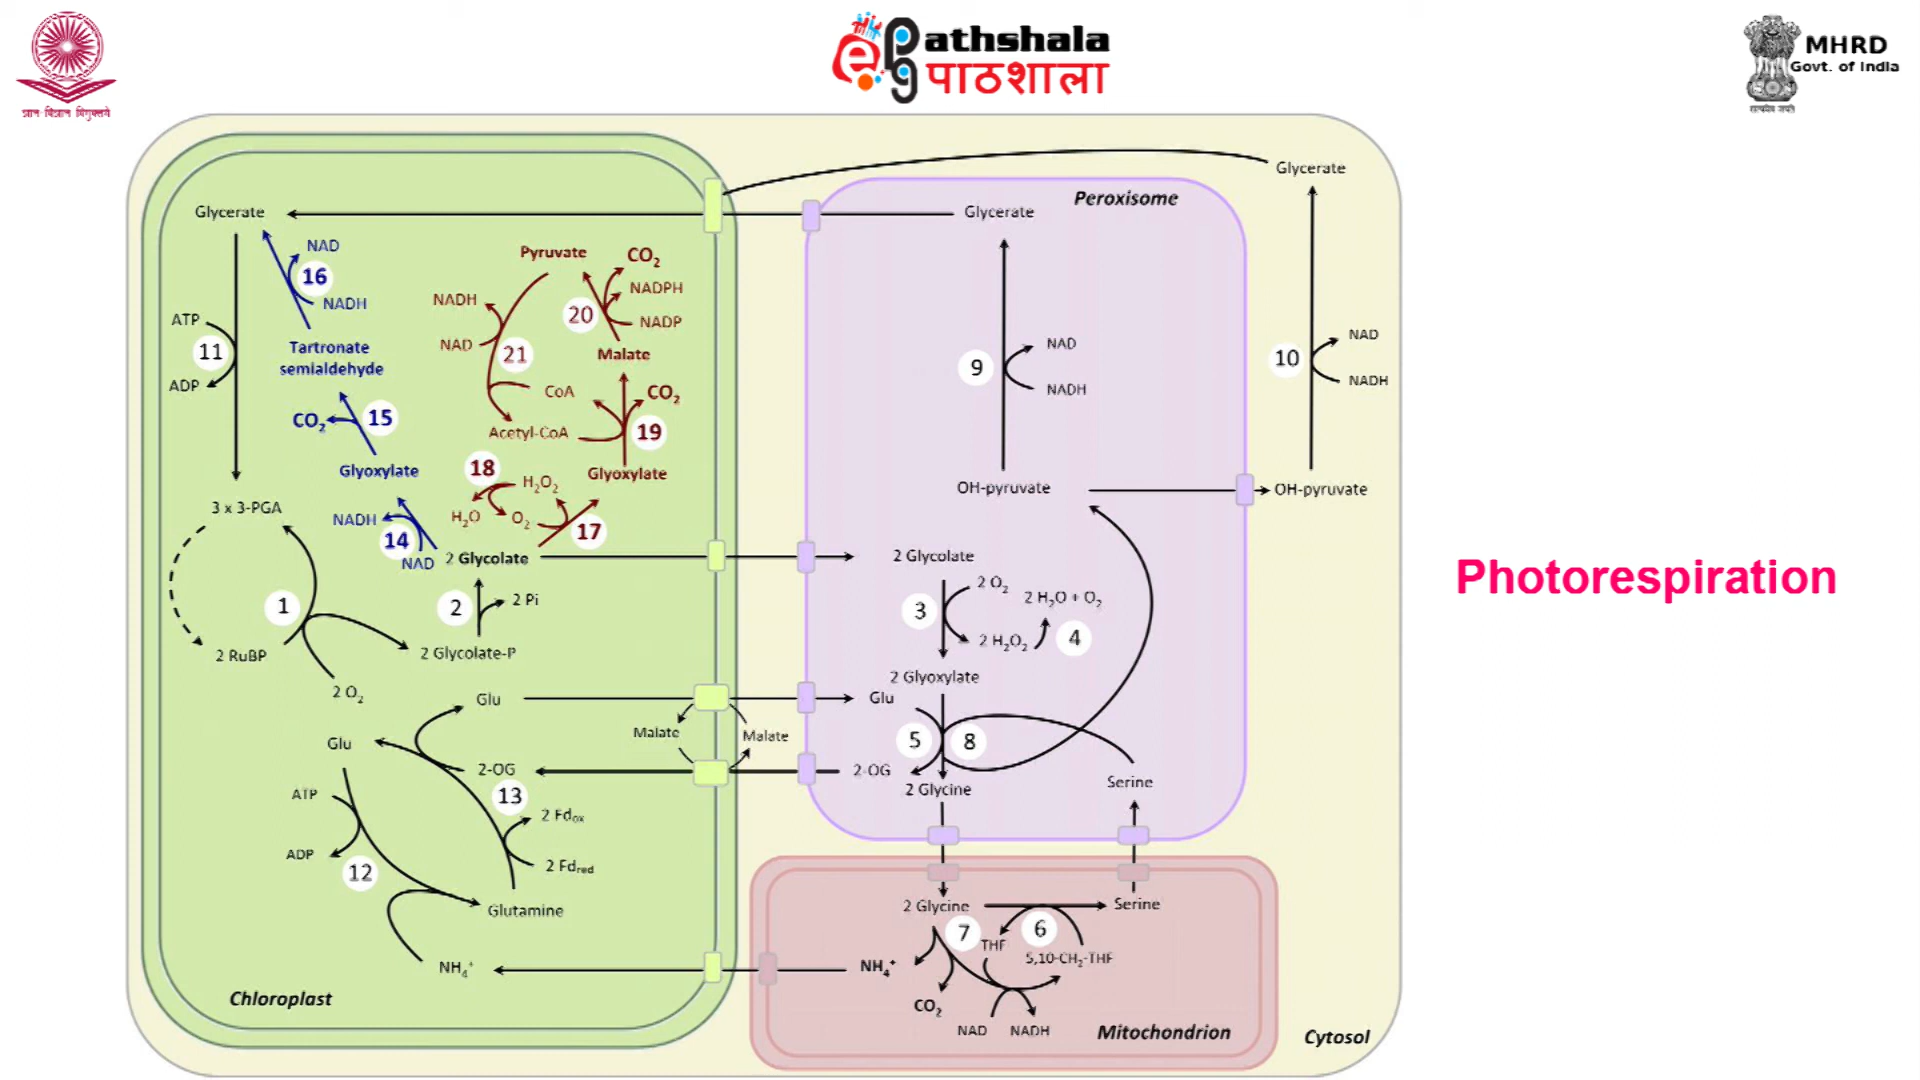 ज्ञान-विज्ञान विमुक्तये
ePG athshala
पाठशाला
MHRD
Govt. of India
सत्यमेव जयते
Glycerate
Peroxisome
Glycerate
Glycerate
NAD
16
NADH
Pyruvate
CO2
NADPH
20
NADP
NADH
NAD
21
Malate
ATP
11
ADP
Tartronate
semialdehyde
CoA
CO2
CO2
15
Acetyl-CoA
19
Glyoxylate
18
Glyoxylate
H2O2
H2O
O2
17
NADH
14
NAD
9
NAD
NADH
10
NAD
NADH
OH-pyruvate
OH-pyruvate
3 x 3-PGA
2 Glycolate
2 Glycolate
1
2
2 Pi
2 RuBP
2 Glycolate-P
2 O2
3
2 O2
2 H2O + O2
2 H2O2
4
2 Glyoxylate
Photorespiration
Glu
Glu
Malate
Malate
Glu
5
8
2-OG
2-OG
2 Glycine
Serine
13
ATP
2 Fdox
ADP
12
2 Fdred
Glutamine
2 Glycine
Serine
7
THF
6
5,10-CH2-THF
NH4+
NH4+
CO2
NAD
NADH
Chloroplast
Mitochondrion
Cytosol